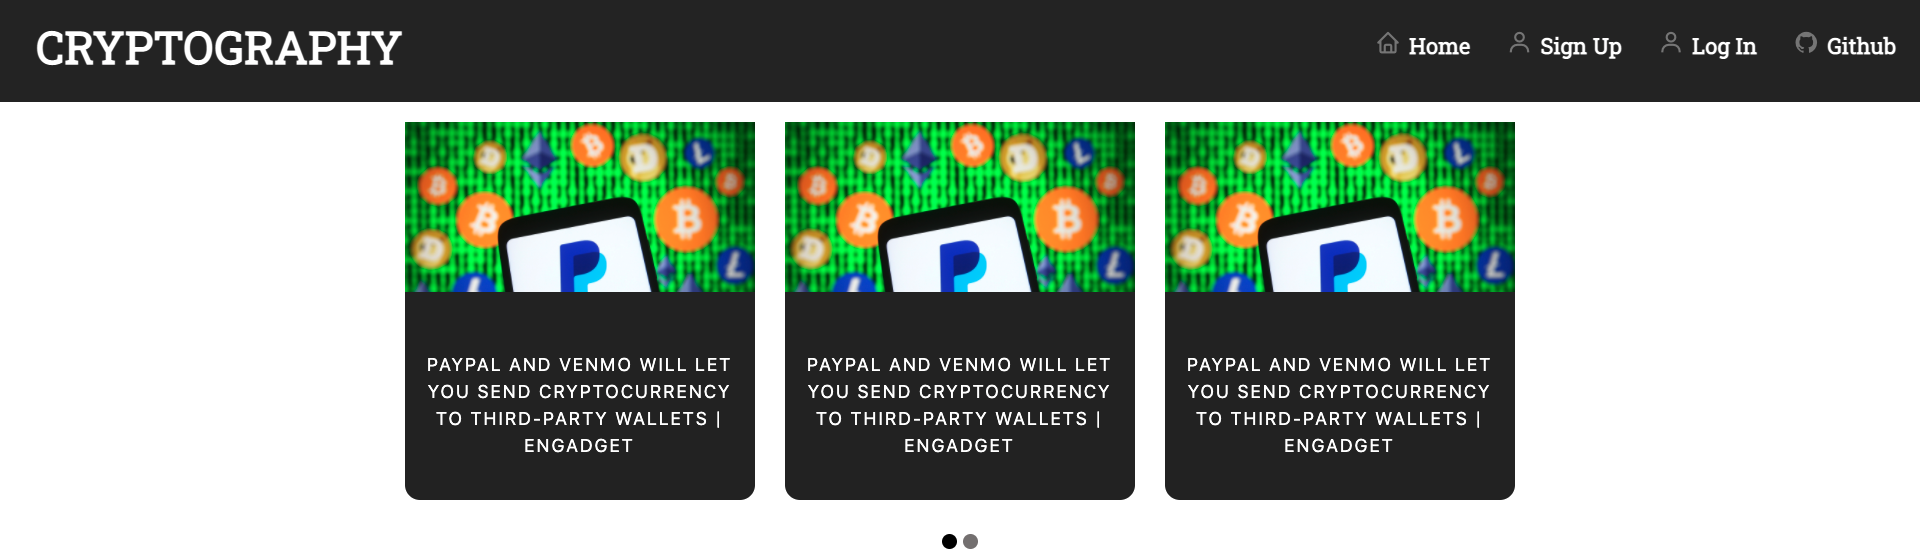 CRYPTOGRAPHY
Home
Sign Up
Log In
Github
PAYPAL AND VENMO WILL LET
YOU SEND CRYPTOCURRENCY
TO THIRD-PARTY WALLETS |
ENGADGET
PAYPAL AND VENMO WILL LET
YOU SEND CRYPTOCURRENCY
TO THIRD-PARTY WALLETS |
ENGADGET
PAYPAL AND VENMO WILL LET
YOU SEND CRYPTOCURRENCY
TO THIRD-PARTY WALLETS |
ENGADGET